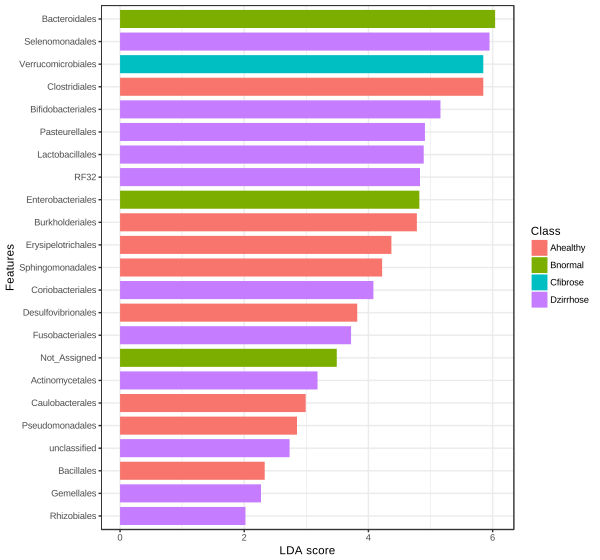 Bacteroidales
Selenomonadales
Verrucomicrobiales
Clostridiales
Bifidobacteriales
Pasteurellales
Lactobacillales
RF32
Enterobacteriales
Burkholderiales
Erysipelotrichales
Sphingomonadales
Coriobacteriales
Desulfovibrionales
Fusobacteriales
Not_Assigned
Actinomycetales
Caulobacterales
Pseudomonadales
unclassified
Bacillales
Gemellales
Rhizobiales
Features
0 2 4 6
LDA score
Class
Ahealthy
Bnormal
Cfibrose
Dzirrhose